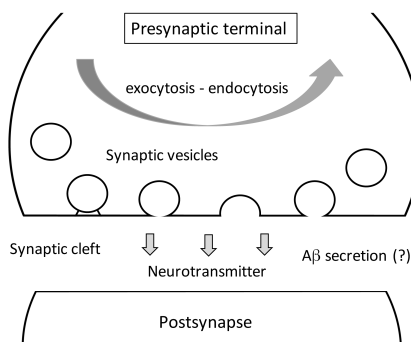 Presynaptic terminal
exocytosis - endocytosis
Synaptic vesicles
Synaptic cleft
Aβ secretion (?)
Neurotransmitter
Postsynapse